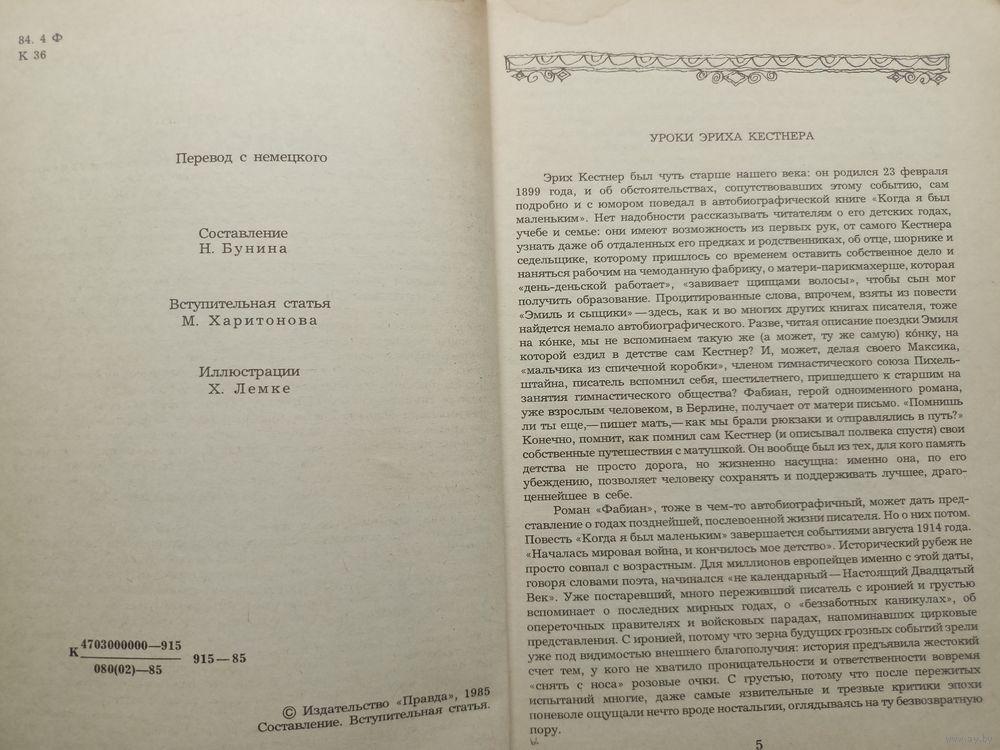 84. 4 Ф
К 36
Перевод с немецкого
Составление
Н. Бунина
Вступительная статья
М. Харитонова
Иллюстрации
Х. Лемке
К 4703000000—915
080(02)—85
915—85
© Издательство «Правда», 1985
Составление. Вступительная статья.
УРОКИ ЭРИХА КЕСТНЕРА
Эрих Кестнер был чуть старше нашего века: он родился 23 февраля
1899 года, и об обстоятельствах, сопутствовавших этому событию, сам
подробно и с юмором поведал в автобиографической книге «Когда я был
маленьким». Нет надобности рассказывать читателям о его детских годах,
учебе и семье: они имеют возможность из первых рук, от самого Кестнера
узнать даже об отдаленных его предках и родственниках, об отце, шорнике и
седельщике, которому пришлось со временем оставить собственное дело и
наняться рабочим на чемоданную фабрику, о матери-парикмахерше, которая
«день-деньской работает», «завивает щипцами волосы», чтобы сын мог
получить образование. Процитированные слова, впрочем, взяты из повести
«Эмиль и сыщики» — здесь, как и во многих других книгах писателя, тоже
найдется немало автобиографического. Разве, читая описание поездки Эмиля
на ко́нке, мы не вспоминаем такую же (а может, ту же самую) ко́нку, на
которой ездил в детстве сам Кестнер? И, может, делая своего Максика,
«мальчика из спичечной коробки», членом гимнастического союза Пихель-
штайна, писатель вспомнил себя, шестилетнего, пришедшего к старшим на
занятия гимнастического общества? Фабиан, герой одноименного романа,
уже взрослым человеком, в Берлине, получает от матери письмо. «Помнишь
ли ты еще,— пишет мать,— как мы брали рюкзаки и отправлялись в путь?»
Конечно, помнит, как помнил сам Кестнер (и описывал полвека спустя) свои
собственные путешествия с матушкой. Он вообще был из тех, для кого память
детства не просто дорога, но жизненно насущна: именно она, по его
убеждению, позволяет человеку сохранять и поддерживать лучшее, драго-
ценнейшее в себе.
Роман «Фабиан», тоже в чем-то автобиографичный, может дать пред-
ставление о годах позднейшей, послевоенной жизни писателя. Но о них потом.
Повесть «Когда я был маленьким» завершается событиями августа 1914 года.
«Началась мировая война, и кончилось мое детство». Исторический рубеж не
просто совпал с возрастным. Для миллионов европейцев именно с этой даты,
говоря словами поэта, начинался «не календарный — Настоящий Двадцатый
Век». Уже постаревший, много переживший писатель с иронией и грустью
вспоминает о последних мирных годах, о «беззаботных каникулах», об
опереточных правителях и войсковых парадах, напоминавших цирковые
представления. С иронией, потому что зерна будущих грозных событий зрели
уже под видимостью внешнего благополучия: история предъявила жестокий
счет тем, у кого не хватило проницательности и ответственности вовремя
«снять с носа» розовые очки. С грустью, потому что после пережитых
испытаний многие, даже самые язвительные и трезвые критики эпохи
поневоле ощущали нечто вроде ностальгии, оглядываясь на ту безвозвратную
пору.
5
www.ay.by